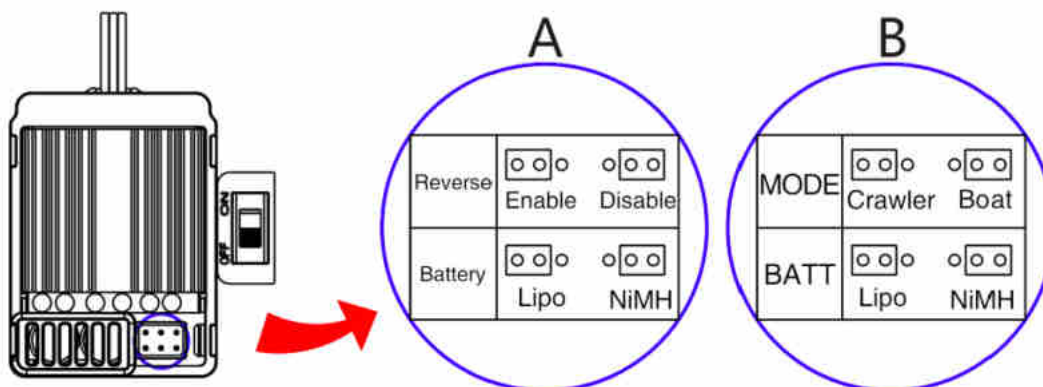 A B
ON
OFF
Reverse Enable Disable
Battery Lipo NiMH
MODE Crawler Boat
BATT Lipo NiMH